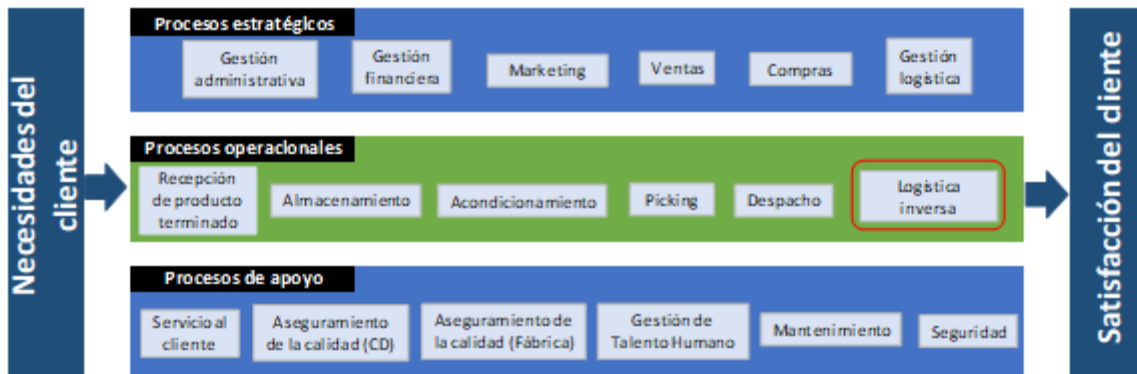 Necesidades del
cliente
Procesos estratégicos
Gestión
administrativa
Gestión
financiera
Marketing
Ventas
Compras
Gestión
logística
Procesos operacionales
Recepción
de producto
terminado
Almacenamiento
Acondicionamiento
Picking
Despacho
Logística
inversa
Procesos de apoyo
Servicio al
cliente
Aseguramiento
de la calidad (CD)
Aseguramiento de
la calidad (Fábrica)
Gestión de
Talento Humano
Mantenimiento
Seguridad
Satisfacción del cliente